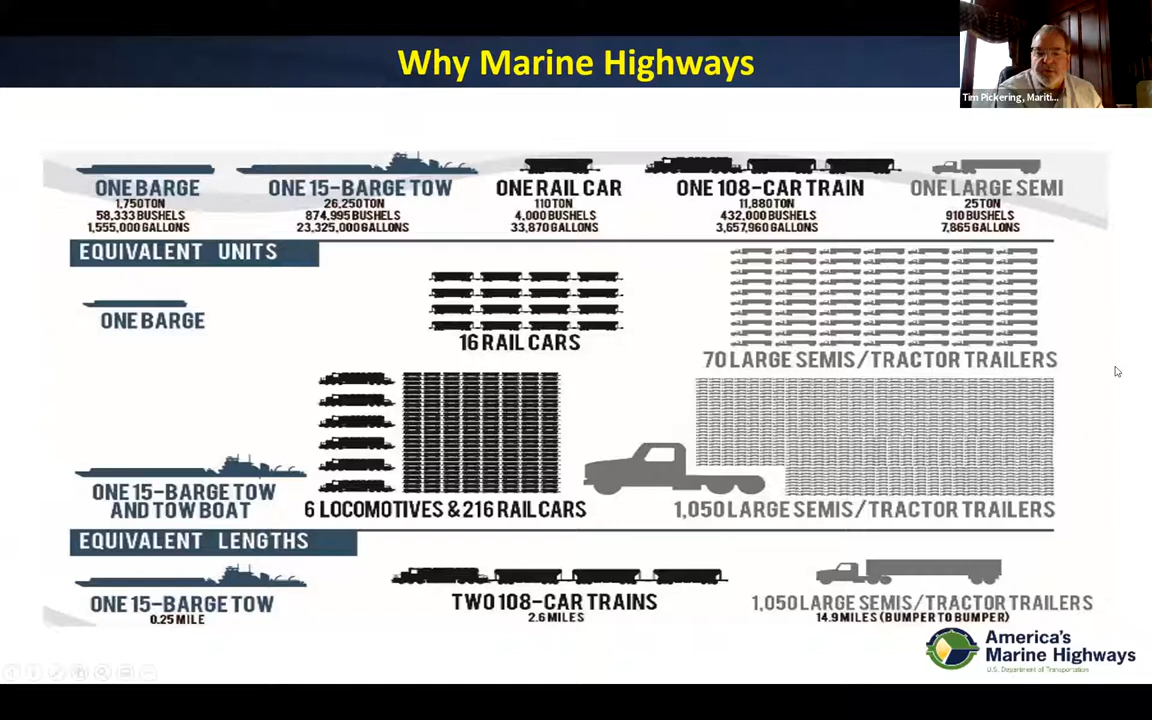 Why Marine Highways
Tim Pickering, Mariti...
ONE BARGE
1,750 TON
58,333 BUSHELS
1,555,000 GALLONS
ONE 15-BARGE TOW
26,250 TON
874,995 BUSHELS
23,325,000 GALLONS
ONE RAIL CAR
110 TON
4,000 BUSHELS
33,870 GALLONS
ONE 108-CAR TRAIN
11,880 TON
432,000 BUSHELS
3,657,960 GALLONS
ONE LARGE SEMI
25 TON
910 BUSHELS
7,865 GALLONS
EQUIVALENT UNITS
ONE BARGE
16 RAIL CARS
70 LARGE SEMIS/TRACTOR TRAILERS
ONE 15-BARGE TOW
AND TOW BOAT
6 LOCOMOTIVES & 216 RAIL CARS
1,050 LARGE SEMIS/TRACTOR TRAILERS
EQUIVALENT LENGTHS
ONE 15-BARGE TOW
0.25 MILE
TWO 108-CAR TRAINS
2.6 MILES
1,050 LARGE SEMIS/TRACTOR TRAILERS
14.9 MILES (BUMPER TO BUMPER)
America's
Marine Highways
U.S. Department of Transportation